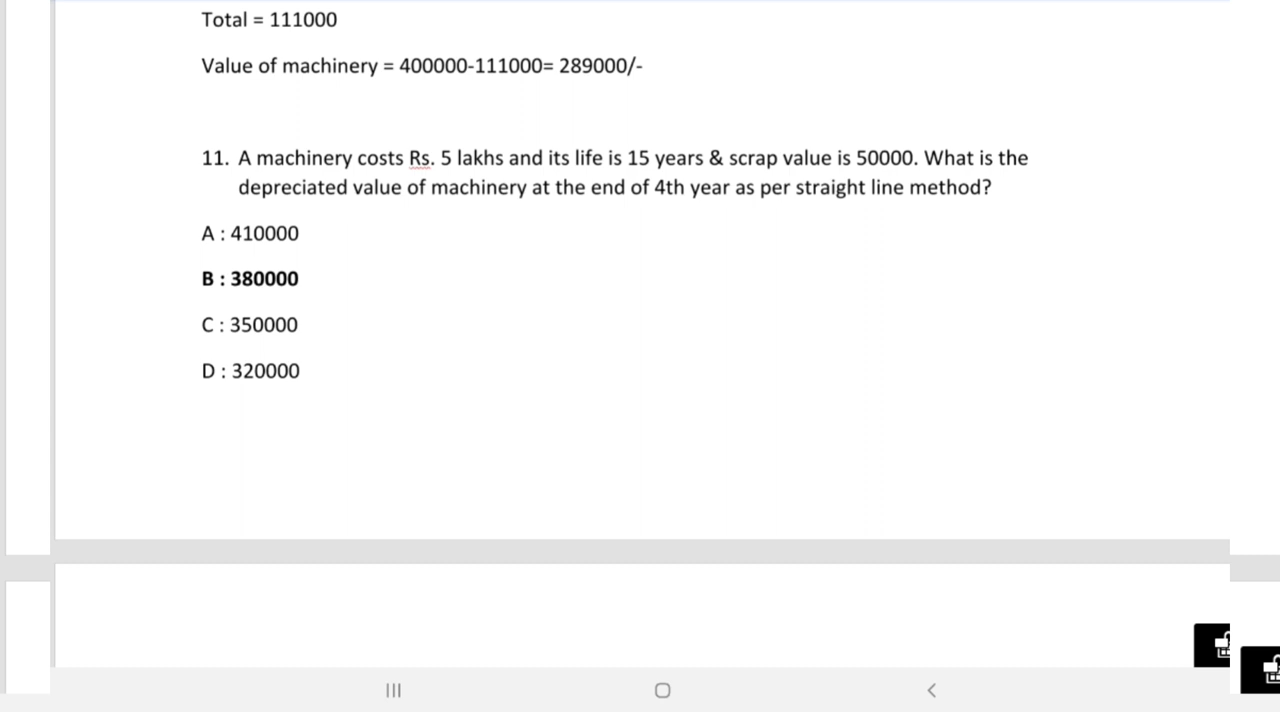 Total = 111000
Value of machinery = 400000-111000= 289000/-
11. A machinery costs Rs. 5 lakhs and its life is 15 years & scrap value is 50000. What is the
depreciated value of machinery at the end of 4th year as per straight line method?
A : 410000
B : 380000
C : 350000
D : 320000